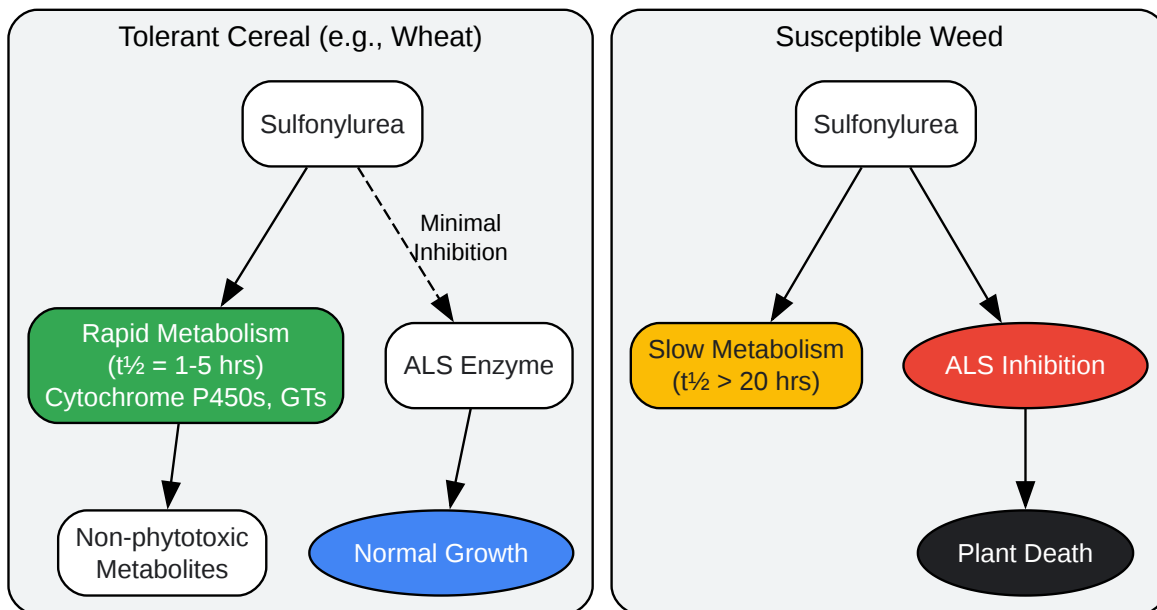 Tolerant Cereal (e.g., Wheat)
Sulfonylurea
Minimal
Inhibition
Rapid Metabolism
(t½ = 1-5 hrs)
Cytochrome P450s, GTs
ALS Enzyme
Non-phytotoxic
Metabolites
Normal Growth
Susceptible Weed
Sulfonylurea
Slow Metabolism
(t½ > 20 hrs)
ALS Inhibition
Plant Death